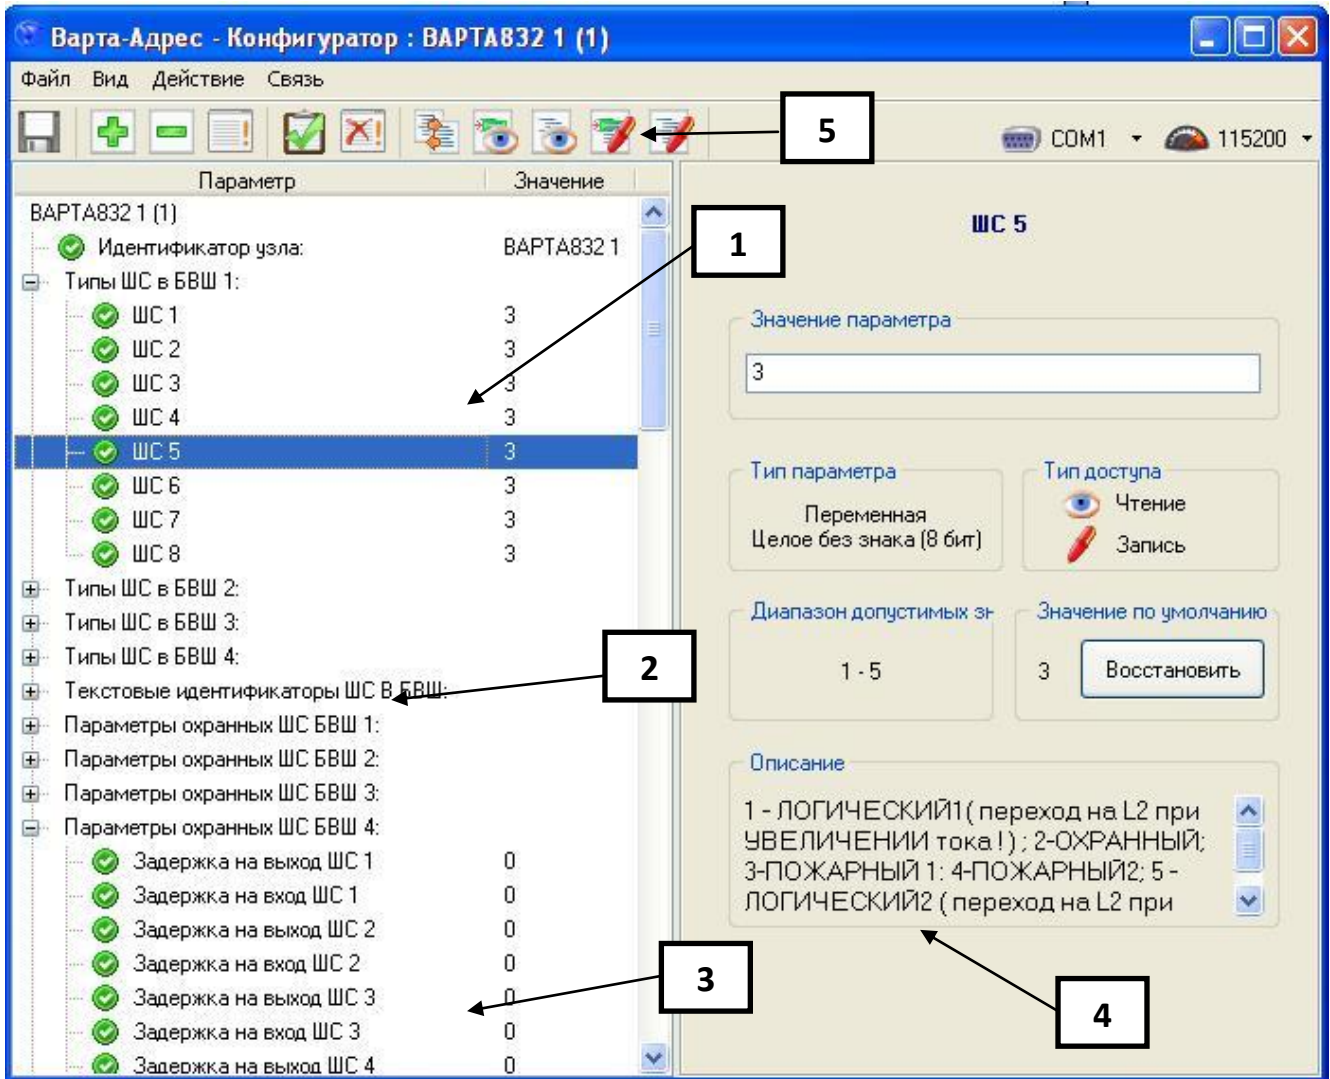 Варта-Адрес - Конфигуратор : ВАРТА832 1 (1)
Файл Вид Действие Связь
5
COM1 115200
Параметр Значение
ВАРТА832 1 (1)
Идентификатор узла: ВАРТА832 1
Типы ШС в БВШ 1:
ШС 1 3
ШС 2 3
ШС 3 3
ШС 4 3
ШС 5 3
ШС 6 3
ШС 7 3
ШС 8 3
Типы ШС в БВШ 2:
Типы ШС в БВШ 3:
Типы ШС в БВШ 4:
Текстовые идентификаторы ШС В БВШ:
Параметры охранных ШС БВШ 1:
Параметры охранных ШС БВШ 2:
Параметры охранных ШС БВШ 3:
Параметры охранных ШС БВШ 4:
Задержка на выход ШС 1 0
Задержка на вход ШС 1 0
Задержка на выход ШС 2 0
Задержка на вход ШС 2 0
Задержка на выход ШС 3 0
Задержка на вход ШС 3 0
Задержка на выход ШС 4 0
1
2
3
ШС 5
Значение параметра
3
Тип параметра
Переменная
Целое без знака (8 бит)
Тип доступа
Чтение
Запись
Диапазон допустимых зн
1 - 5
Значение по умолчанию
3 Восстановить
Описание
1 - ЛОГИЧЕСКИЙ1 ( переход на L2 при
УВЕЛИЧЕНИИ тока !) ; 2-ОХРАННЫЙ;
3-ПОЖАРНЫЙ 1: 4-ПОЖАРНЫЙ2; 5 -
ЛОГИЧЕСКИЙ2 ( переход на L2 при
4